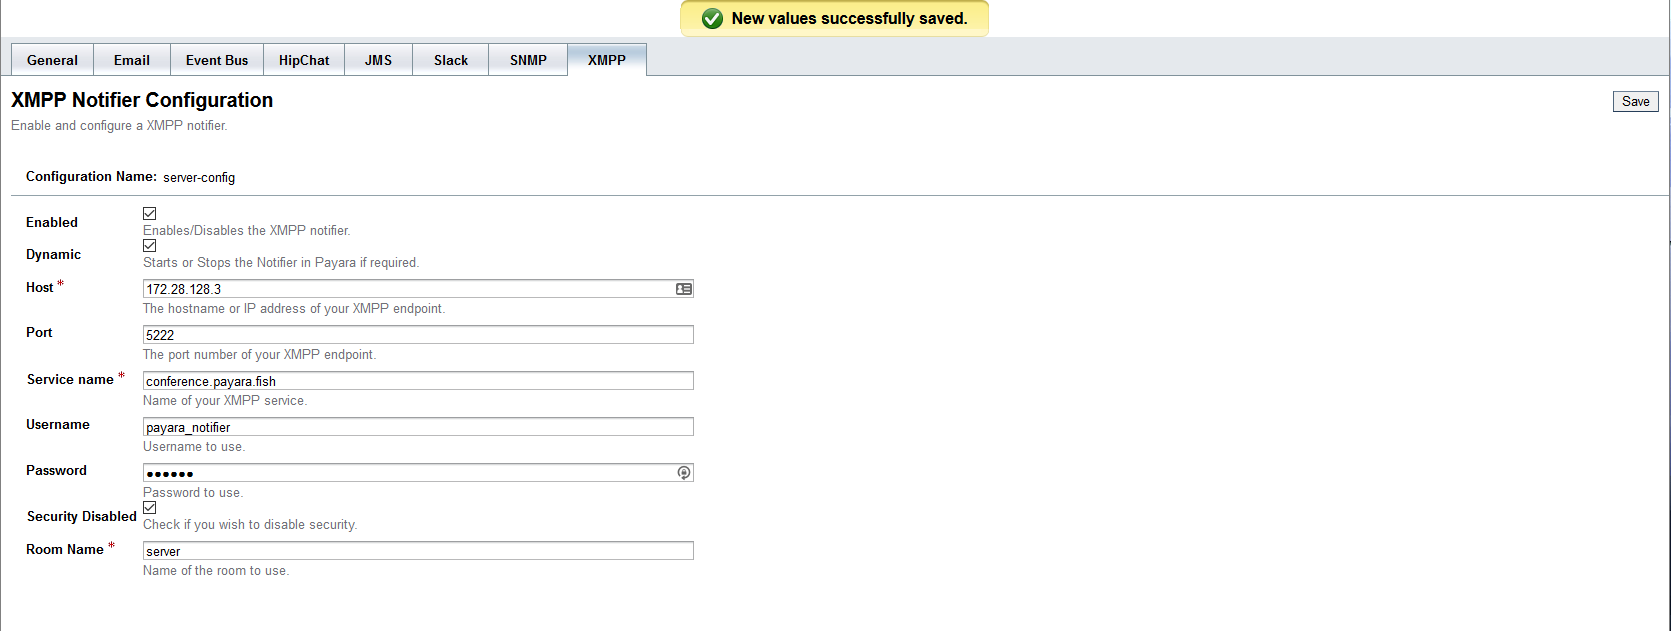 New values successfully saved.
General Email Event Bus HipChat JMS Slack SNMP XMPP
XMPP Notifier Configuration
Save
Enable and configure a XMPP notifier.
Configuration Name: server-config
Enabled
Enables/Disables the XMPP notifier.
Dynamic
Starts or Stops the Notifier in Payara if required.
Host * 172.28.128.3
The hostname or IP address of your XMPP endpoint.
Port 5222
The port number of your XMPP endpoint.
Service name * conference.payara.fish
Name of your XMPP service.
Username payara_notifier
Username to use.
Password ••••••
Password to use.
Security Disabled
Check if you wish to disable security.
Room Name * server
Name of the room to use.